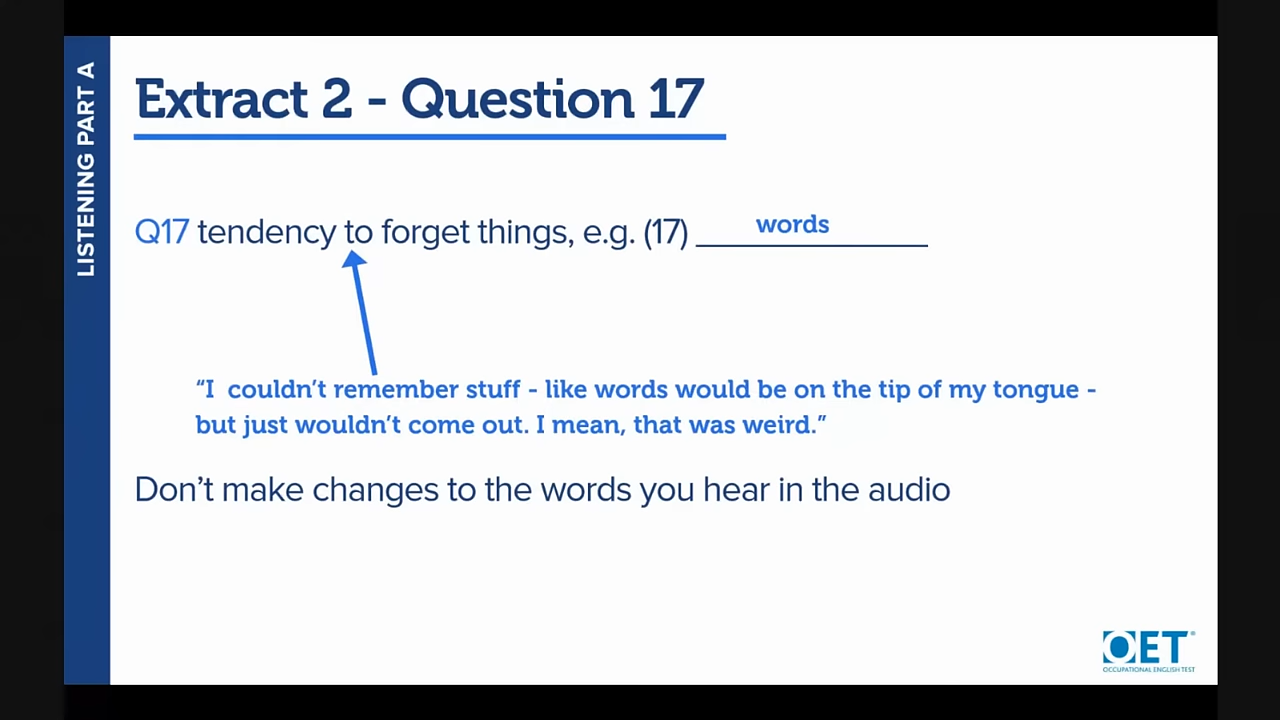 LISTENING PART A
Extract 2 - Question 17
Q17 tendency to forget things, e.g. (17) words
“I couldn’t remember stuff - like words would be on the tip of my tongue -
but just wouldn’t come out. I mean, that was weird.”
Don’t make changes to the words you hear in the audio
OET
OCCUPATIONAL ENGLISH TEST